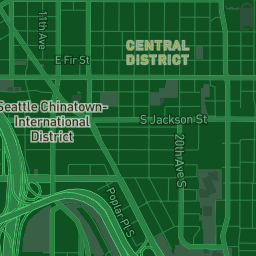 11th Ave
CENTRAL
DISTRICT
E Fir St
Seattle Chinatown-
International
District
S Jackson St
20th Ave S
Poplar Pl S